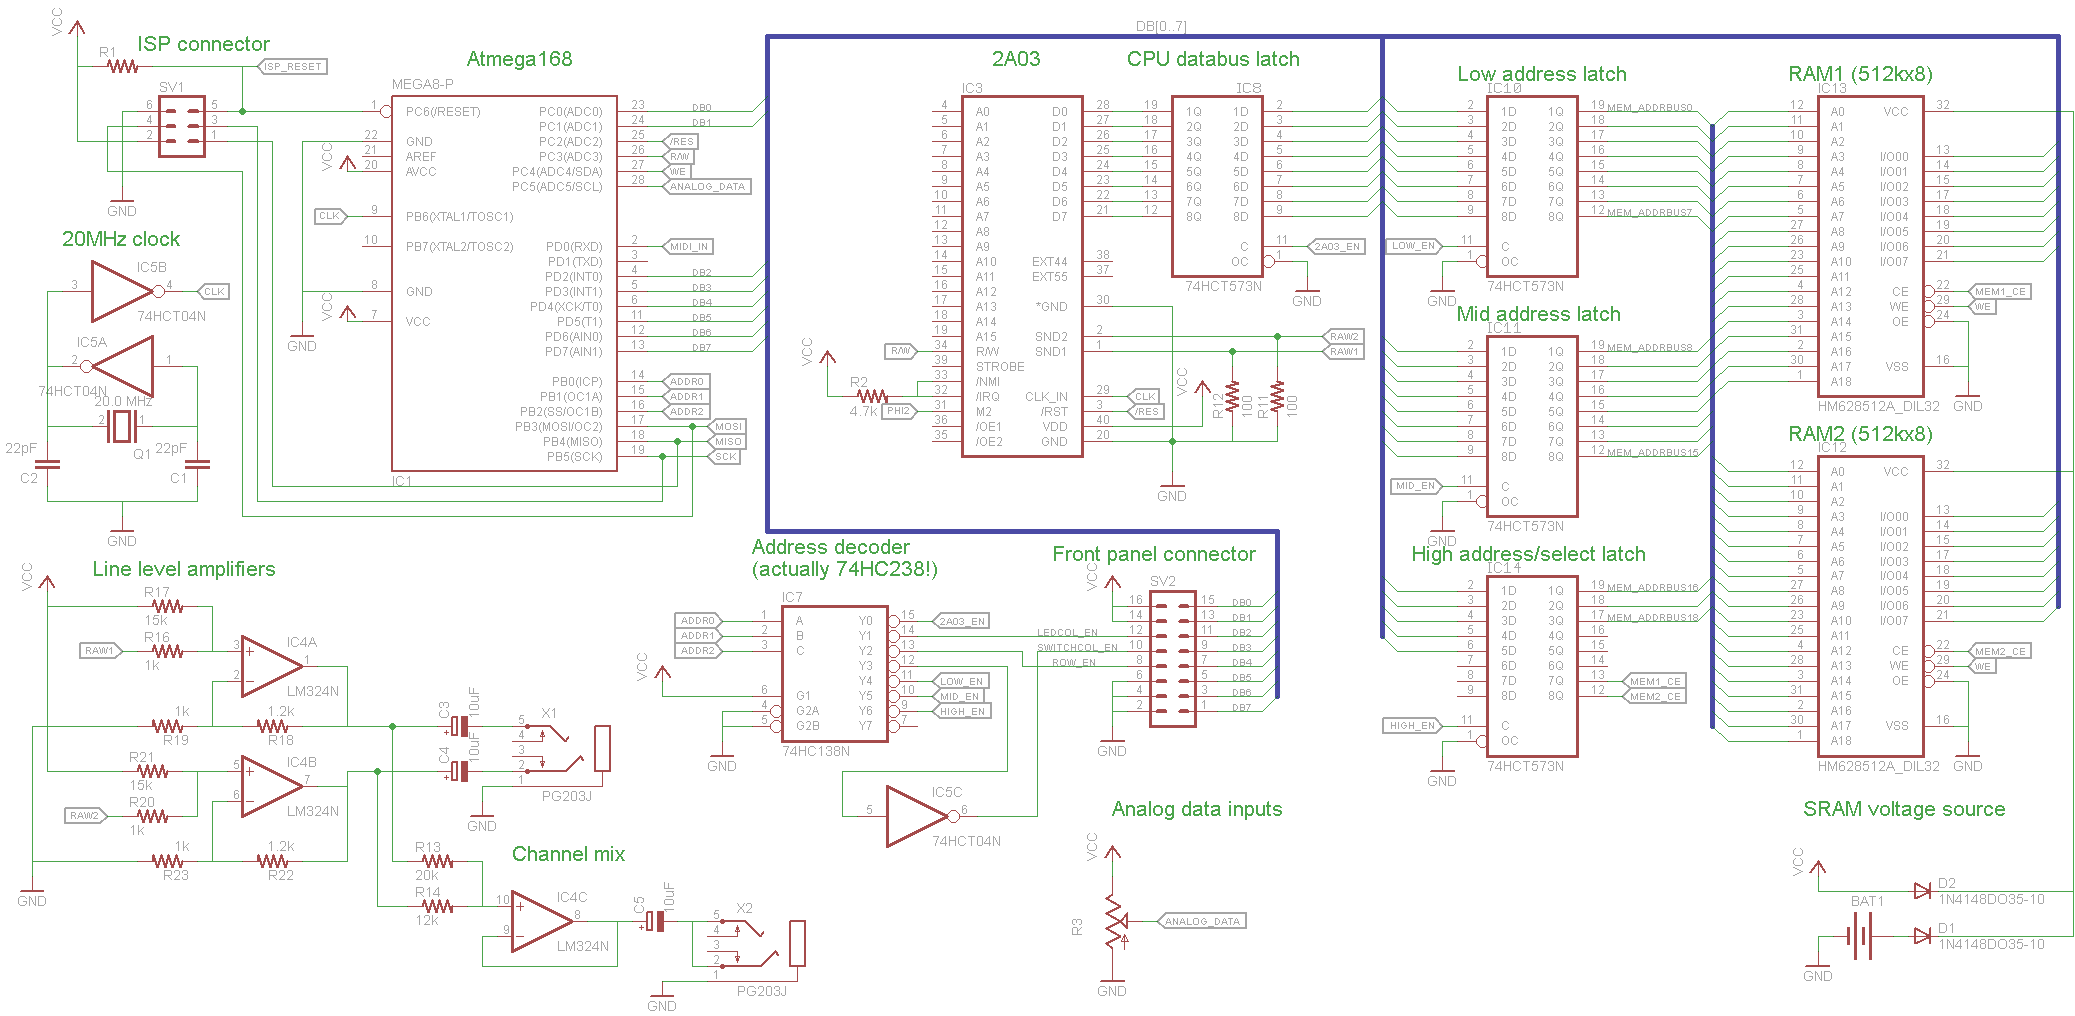 DB[0..7]
VCC
ISP connector
R1
ISP_RESET
SV1
6 5
4 3
2 1
GND
Atmega168
MEGA8-P
1 PC6(/RESET)
22 GND
21 AREF
20 AVCC
VCC
CLK
9 PB6(XTAL1/TOSC1)
10 PB7(XTAL2/TOSC2)
8 GND
7 VCC
VCC
GND
IC1
PC0(ADC0) 23 DB0
PC1(ADC1) 24 DB1
PC2(ADC2) 25 /RES
PC3(ADC3) 26 R/W
PC4(ADC4/SDA) 27 WE
PC5(ADC5/SCL) 28 ANALOG_DATA
PD0(RXD) 2 MIDI_IN
PD1(TXD) 3
PD2(INT0) 4 DB2
PD3(INT1) 5 DB3
PD4(XCK/T0) 6 DB4
PD5(T1) 11 DB5
PD6(AIN0) 12 DB6
PD7(AIN1) 13 DB7
PB0(ICP) 14 ADDR0
PB1(OC1A) 15 ADDR1
PB2(SS/OC1B) 16 ADDR2
PB3(MOSI/OC2) 17 MOSI
PB4(MISO) 18 MISO
PB5(SCK) 19 SCK
20MHz clock
IC5B
3 4 CLK
74HCT04N
IC5A
2 1
74HCT04N
20.0 MHz
2 1
Q1
22pF
C2
22pF
C1
GND
2A03
IC3
4 A0
5 A1
6 A2
7 A3
8 A4
9 A5
10 A6
11 A7
12 A8
13 A9
14 A10
15 A11
16 A12
17 A13
18 A14
19 A15
R/W 34 R/W
39 STROBE
33 /NMI
32 /IRQ
PHI2 31 M2
36 /OE1
35 /OE2
VCC
R2
4.7k
D0 28
D1 27
D2 26
D3 25
D4 24
D5 23
D6 22
D7 21
EXT44 38
EXT55 37
*GND 30
SND2 2 RAW2
SND1 1 RAW1
CLK_IN 29 CLK
/RST 3 /RES
VDD 40
GND 20
VCC
R12
100
R11
100
GND
CPU databus latch
IC8
19 1Q 1D 2
18 2Q 2D 3
17 3Q 3D 4
16 4Q 4D 5
15 5Q 5D 6
14 6Q 6D 7
13 7Q 7D 8
12 8Q 8D 9
C 11 2A03_EN
OC 1
74HCT573N
GND
Low address latch
IC10
2 1D 1Q 19 MEM_ADDRBUS0
3 2D 2Q 18
4 3D 3Q 17
5 4D 4Q 16
6 5D 5Q 15
7 6D 6Q 14
8 7D 7Q 13
9 8D 8Q 12 MEM_ADDRBUS7
LOW_EN 11 C
1 OC
74HCT573N
GND
Mid address latch
IC11
2 1D 1Q 19 MEM_ADDRBUS8
3 2D 2Q 18
4 3D 3Q 17
5 4D 4Q 16
6 5D 5Q 15
7 6D 6Q 14
8 7D 7Q 13
9 8D 8Q 12 MEM_ADDRBUS15
MID_EN 11 C
1 OC
74HCT573N
GND
High address/select latch
IC14
2 1D 1Q 19 MEM_ADDRBUS16
3 2D 2Q 18
4 3D 3Q 17 MEM_ADDRBUS18
5 4D 4Q 16
6 5D 5Q 15
7 6D 6Q 14
8 7D 7Q 13 MEM1_CE
9 8D 8Q 12 MEM2_CE
HIGH_EN 11 C
1 OC
74HCT573N
GND
RAM1 (512kx8)
IC13
12 A0 VCC 32
11 A1
10 A2
9 A3 I/O00 13
8 A4 I/O01 14
7 A5 I/O02 15
6 A6 I/O03 17
5 A7 I/O04 18
27 A8 I/O05 19
26 A9 I/O06 20
23 A10 I/O07 21
25 A11
4 A12 CE 22 MEM1_CE
28 A13 WE 29 WE
3 A14 OE 24
31 A15
2 A16
30 A17 VSS 16
1 A18
HM628512A_DIL32
GND
RAM2 (512kx8)
IC12
12 A0 VCC 32
11 A1
10 A2
9 A3 I/O00 13
8 A4 I/O01 14
7 A5 I/O02 15
6 A6 I/O03 17
5 A7 I/O04 18
27 A8 I/O05 19
26 A9 I/O06 20
23 A10 I/O07 21
25 A11
4 A12 CE 22 MEM2_CE
28 A13 WE 29 WE
3 A14 OE 24
31 A15
2 A16
30 A17 VSS 16
1 A18
HM628512A_DIL32
GND
Line level amplifiers
VCC
R17
15k
R16
RAW1
1k
IC4A
3 1
2
LM324N
1k
R19
1.2k
R18
R21
15k
R20
RAW2
1k
IC4B
5 7
6
LM324N
1k
R23
1.2k
R22
GND
C3
10uF
C4
10uF
X1
5
4
3
2
1
PG203J
GND
Channel mix
R13
20k
R14
12k
IC4C
10 8
9
LM324N
C5
10uF
X2
5
4
3
2
1
PG203J
GND
Address decoder
(actually 74HC238!)
IC7
ADDR0 1 A Y0 15 2A03_EN
ADDR1 2 B Y1 14
ADDR2 3 C Y2 13
Y3 12
Y4 11 LOW_EN
6 G1 Y5 10 MID_EN
4 G2A Y6 9 HIGH_EN
5 G2B Y7 7
74HC138N
VCC
GND
IC5C
5 6
74HCT04N
Front panel connector
VCC
SV2
16 15 DB0
14 13 DB1
LEDCOL_EN 12 11 DB2
SWITCHCOL_EN 10 9 DB3
ROW_EN 8 7 DB4
6 5 DB5
4 3 DB6
2 1 DB7
GND
Analog data inputs
VCC
R3
ANALOG_DATA
GND
SRAM voltage source
VCC
D2
1N4148DO35-10
BAT1
D1
1N4148DO35-10
GND